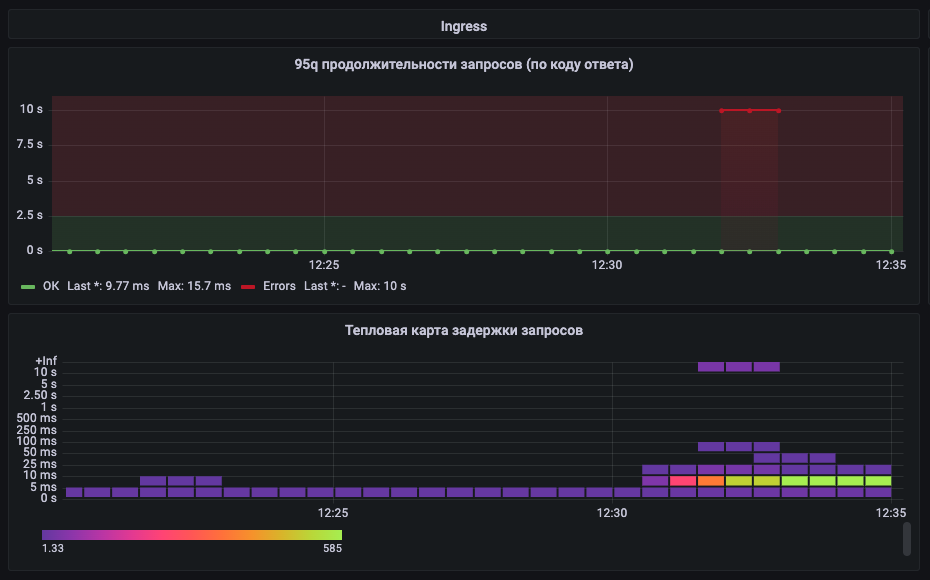 Ingress
95q продолжительности запросов (по коду ответа)
10 s
7.5 s
5 s
2.5 s
0 s
12:25 12:30 12:35
OK Last *: 9.77 ms Max: 15.7 ms Errors Last *: - Max: 10 s
Тепловая карта задержки запросов
+Inf
10 s
5 s
2.50 s
1 s
500 ms
250 ms
100 ms
50 ms
25 ms
10 ms
5 ms
0 s
12:25 12:30 12:35
1.33 585